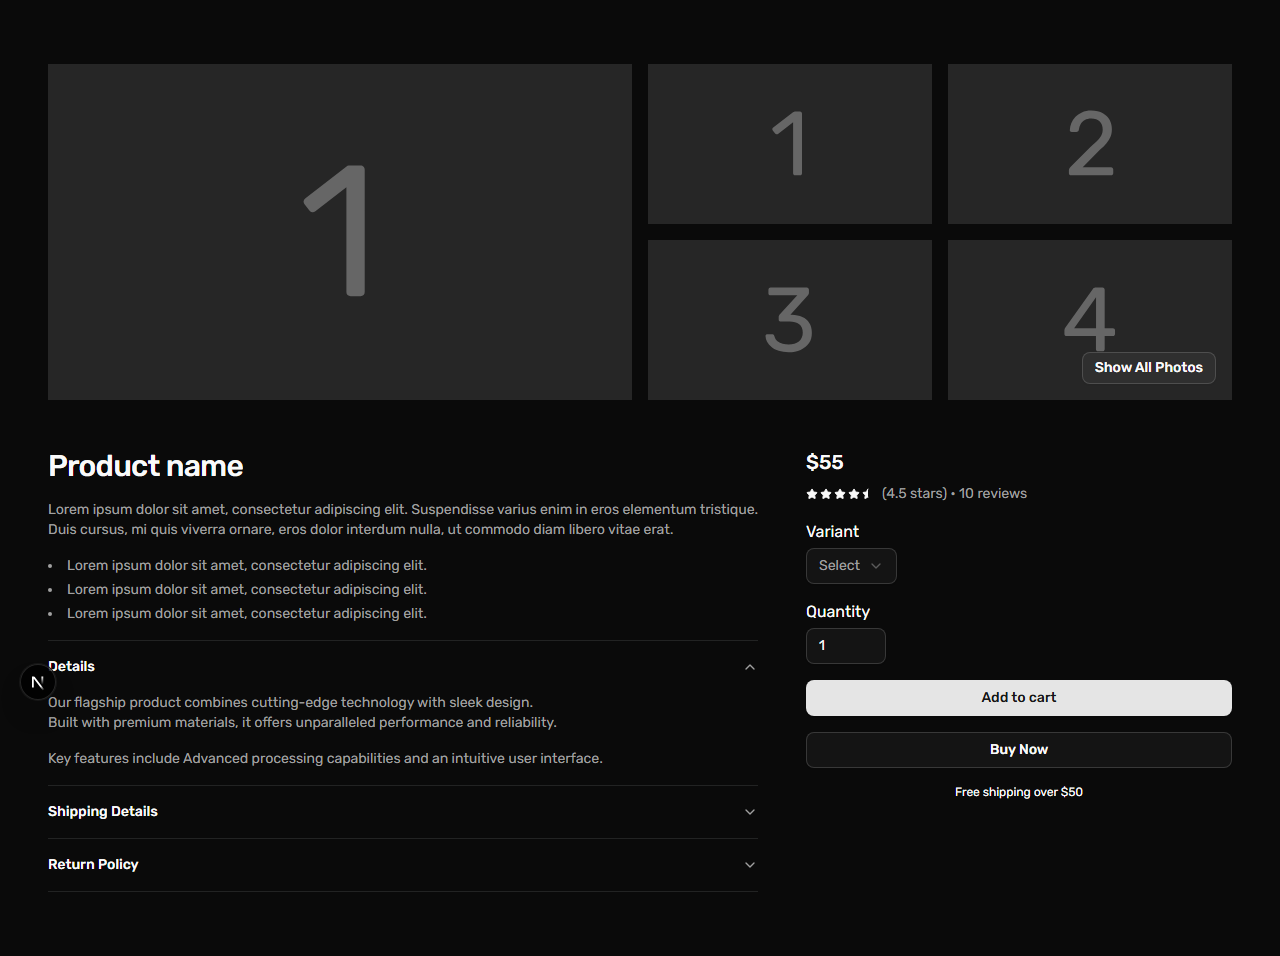 1
1
2
3
4
Show All Photos
Product name
Lorem ipsum dolor sit amet, consectetur adipiscing elit. Suspendisse varius enim in eros elementum tristique.
Duis cursus, mi quis viverra ornare, eros dolor interdum nulla, ut commodo diam libero vitae erat.
• Lorem ipsum dolor sit amet, consectetur adipiscing elit.
• Lorem ipsum dolor sit amet, consectetur adipiscing elit.
• Lorem ipsum dolor sit amet, consectetur adipiscing elit.
Details
N
Our flagship product combines cutting-edge technology with sleek design.
Built with premium materials, it offers unparalleled performance and reliability.
Key features include Advanced processing capabilities and an intuitive user interface.
Shipping Details
Return Policy
$55
(4.5 stars) • 10 reviews
Variant
Select
Quantity
1
Add to cart
Buy Now
Free shipping over $50